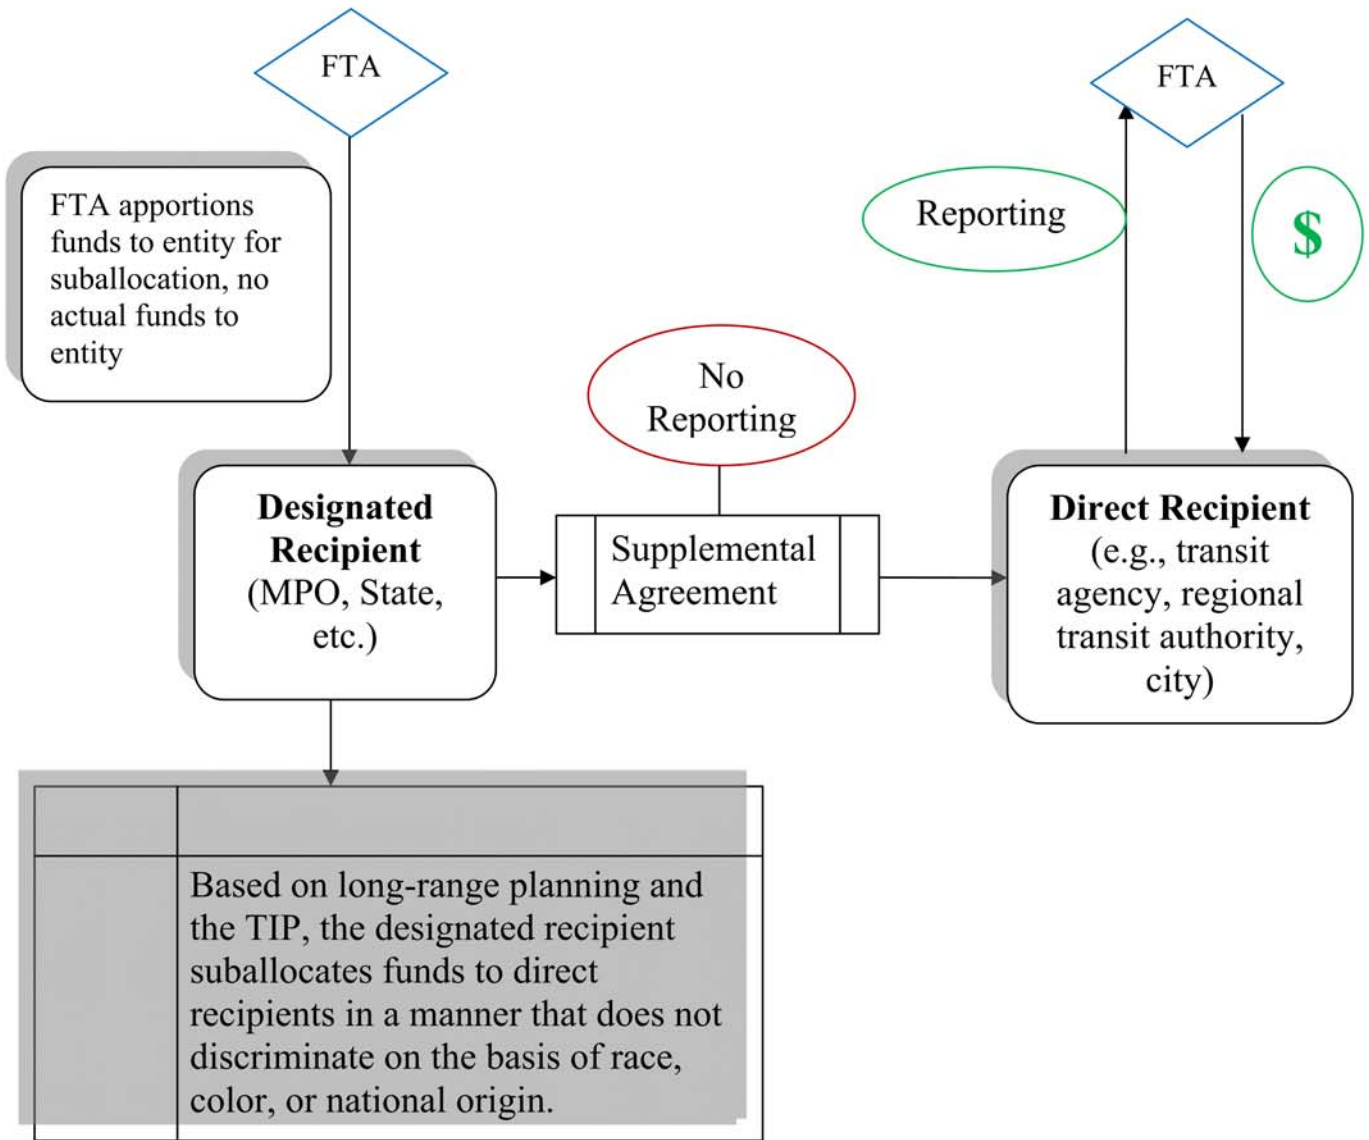 FTA
FTA
FTA apportions
funds to entity for
suballocation, no
actual funds to
entity
Reporting
$
No
Reporting
Designated
Recipient
(MPO, State,
etc.)
Supplemental
Agreement
Direct Recipient
(e.g., transit
agency, regional
transit authority,
city)
Based on long-range planning and
the TIP, the designated recipient
suballocates funds to direct
recipients in a manner that does not
discriminate on the basis of race,
color, or national origin.